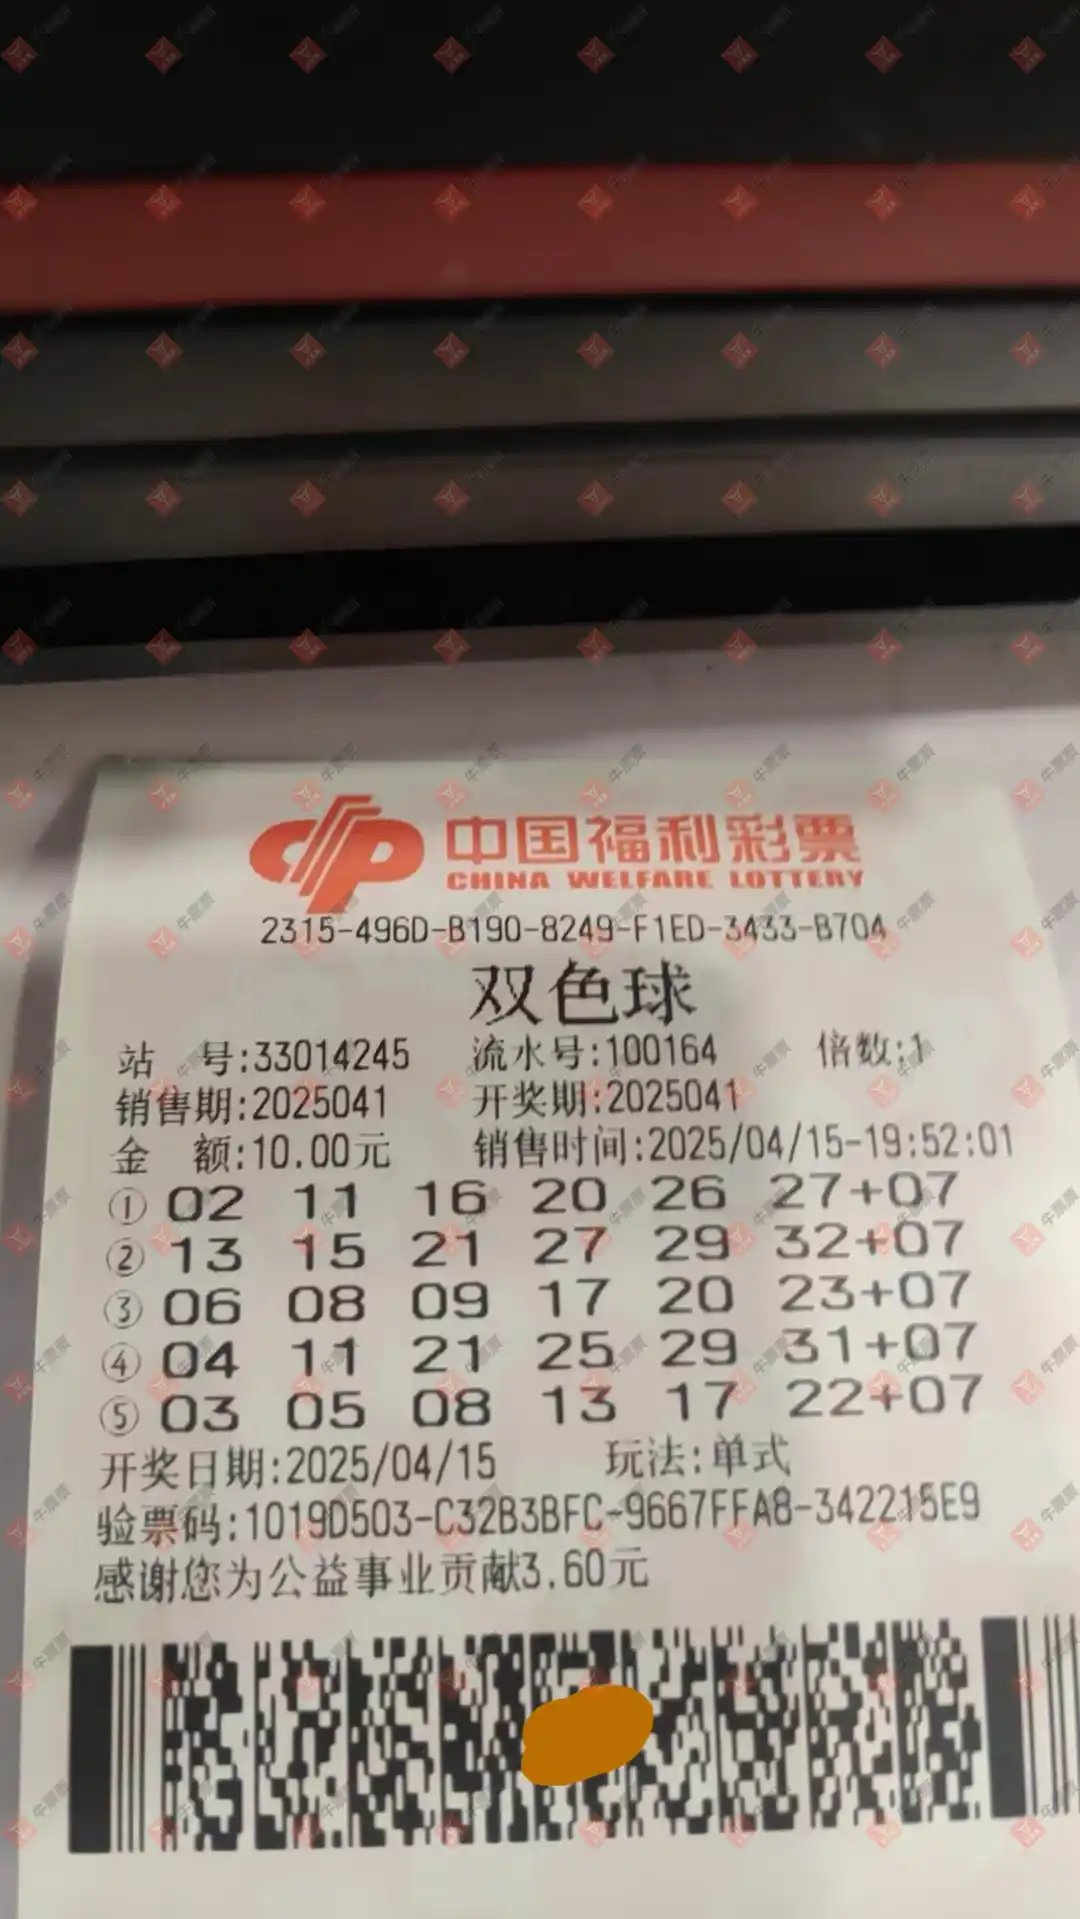 中国福利彩票
CHINA WELFARE LOTTERY
2315-496D-B190-8249-F1ED-3433-B704
双色球
站 号:33014245 流水号:100164 倍数:1
销售期:2025041 开奖期:2025041
金 额:10.00元 销售时间:2025/04/15-19:52:01
① 02 11 16 20 26 27+07
② 13 15 21 27 29 32+07
③ 06 08 09 17 20 23+07
④ 04 11 21 25 29 31+07
⑤ 03 05 08 13 17 22+07
开奖日期:2025/04/15 玩法:单式
验票码:1019D503-C32B3BFC-9667FFA8-342215E9
感谢您为公益事业贡献3.60元